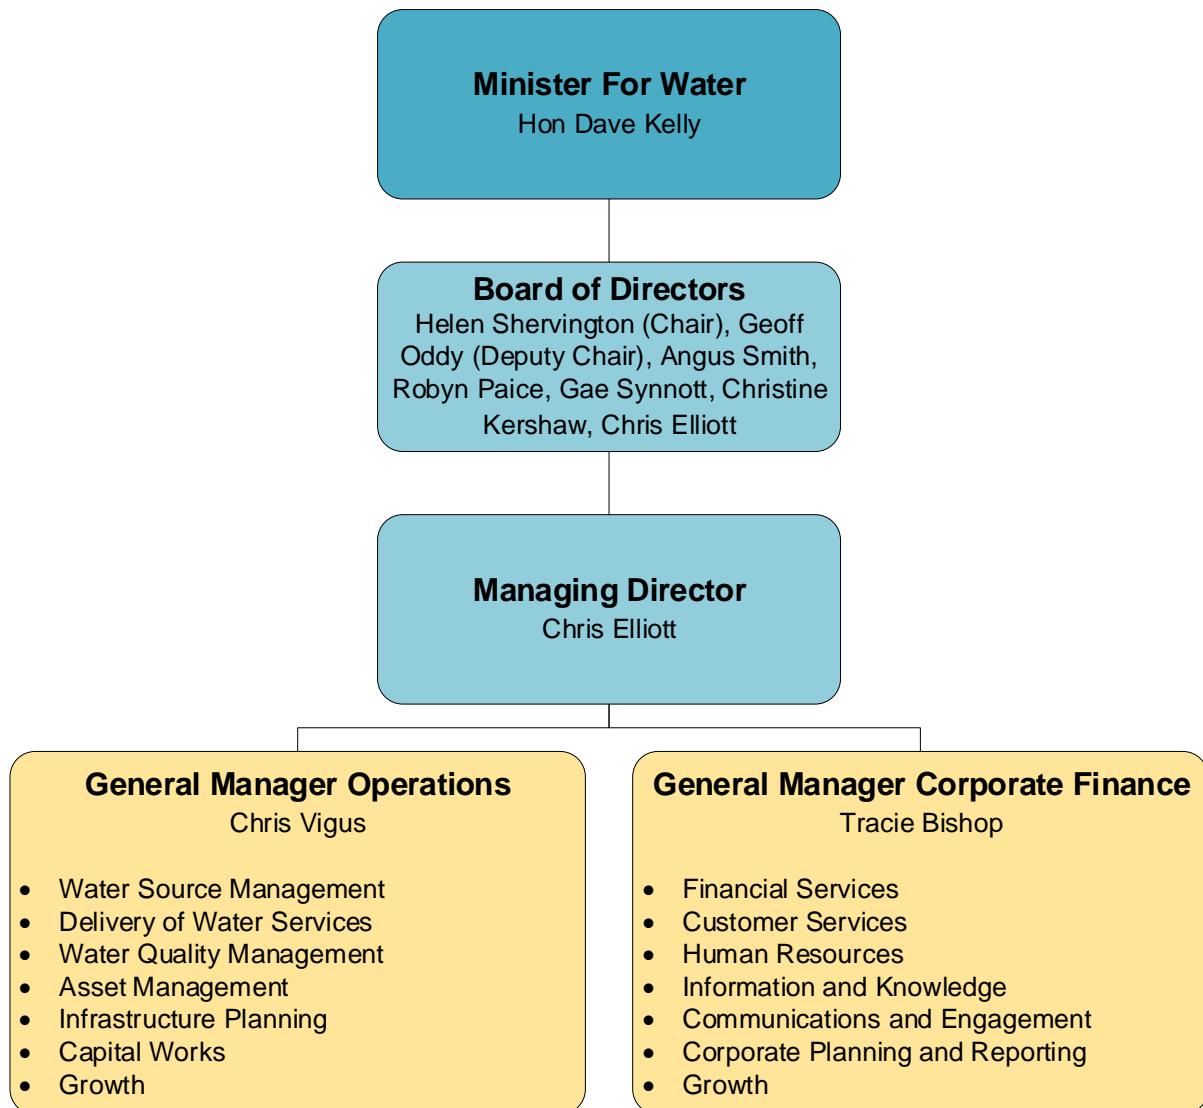 Minister For Water
Hon Dave Kelly
Board of Directors
Helen Shervington (Chair), Geoff
Oddy (Deputy Chair), Angus Smith,
Robyn Paice, Gae Synnott, Christine
Kershaw, Chris Elliott
Managing Director
Chris Elliott
General Manager Operations
Chris Vigus
• Water Source Management
• Delivery of Water Services
• Water Quality Management
• Asset Management
• Infrastructure Planning
• Capital Works
• Growth
General Manager Corporate Finance
Tracie Bishop
• Financial Services
• Customer Services
• Human Resources
• Information and Knowledge
• Communications and Engagement
• Corporate Planning and Reporting
• Growth